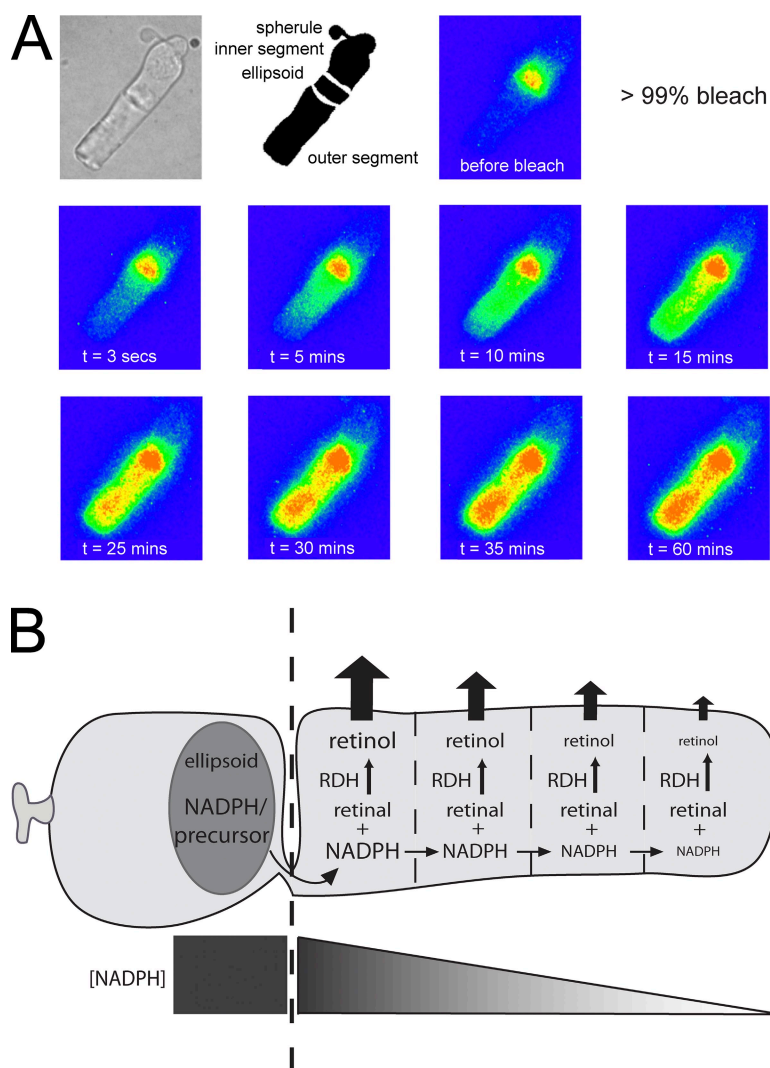 A
spherule
inner segment
ellipsoid
outer segment
before bleach
> 99% bleach
t = 3 secs
t = 5 mins
t = 10 mins
t = 15 mins
t = 25 mins
t = 30 mins
t = 35 mins
t = 60 mins
B
ellipsoid
NADPH/
precursor
retinol
retinol
retinol
retinol
RDH
RDH
RDH
RDH
retinal
retinal
retinal
retinal
+
+
+
+
NADPH
NADPH
NADPH
NADPH
[NADPH]